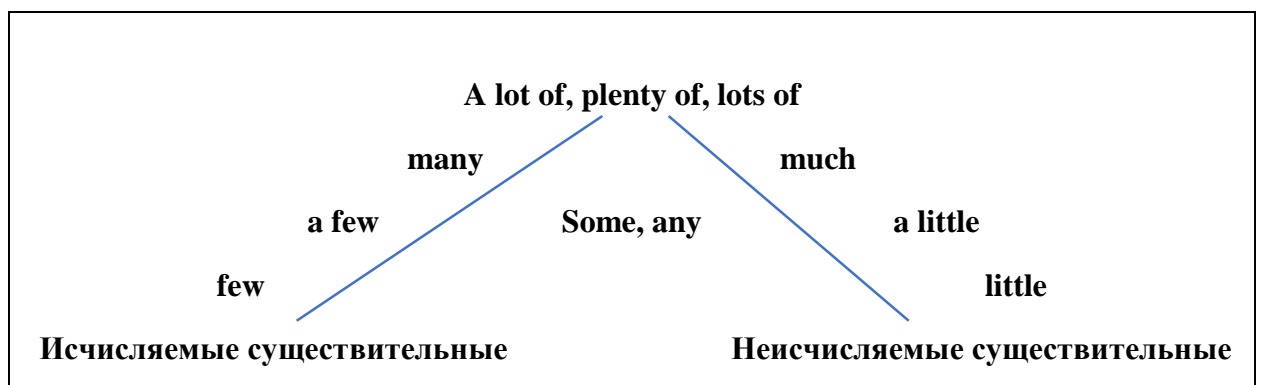 A lot of, plenty of, lots of
many much
a few Some, any a little
few little
Исчисляемые существительные Неисчисляемые существительные